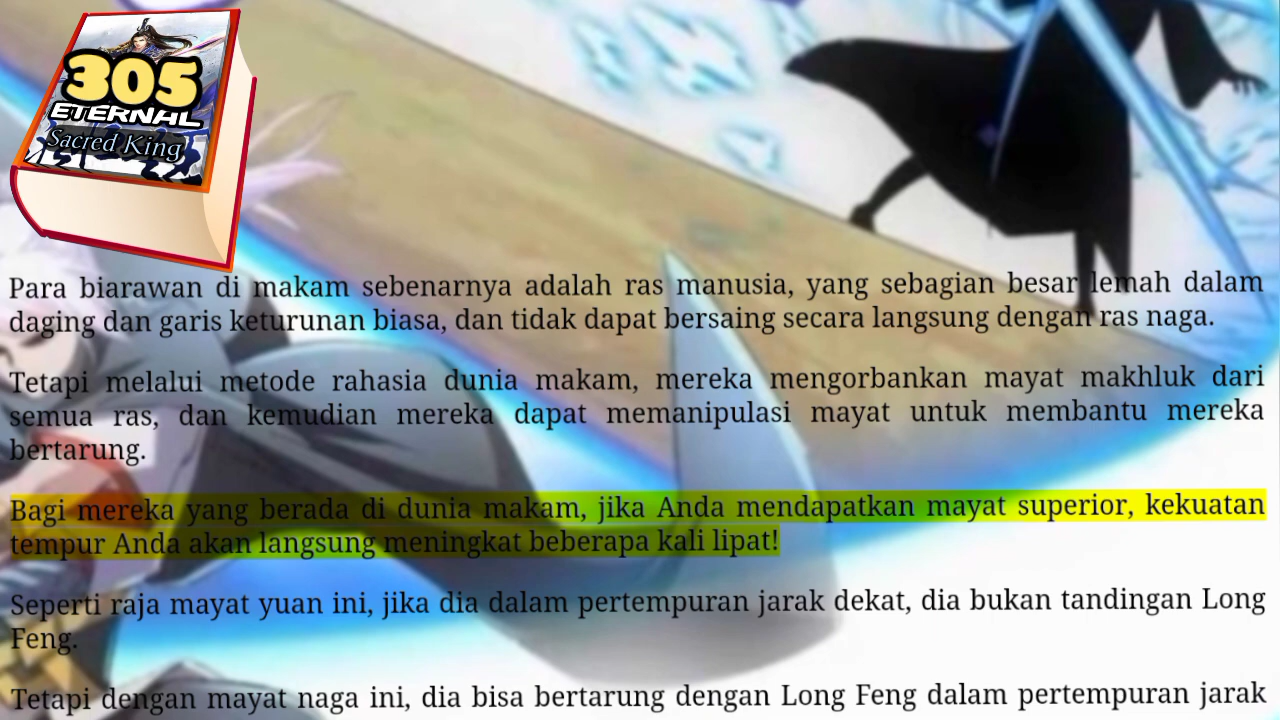 305
ETERNAL
Sacred King
Para biarawan di makam sebenarnya adalah ras manusia, yang sebagian besar lemah dalam
daging dan garis keturunan biasa, dan tidak dapat bersaing secara langsung dengan ras naga.
Tetapi melalui metode rahasia dunia makam, mereka mengorbankan mayat makhluk dari
semua ras, dan kemudian mereka dapat memanipulasi mayat untuk membantu mereka
bertarung.
Bagi mereka yang berada di dunia makam, jika Anda mendapatkan mayat superior, kekuatan
tempur Anda akan langsung meningkat beberapa kali lipat!
Seperti raja mayat yuan ini, jika dia dalam pertempuran jarak dekat, dia bukan tandingan Long
Feng.
Tetapi dengan mayat naga ini, dia bisa bertarung dengan Long Feng dalam pertempuran jarak